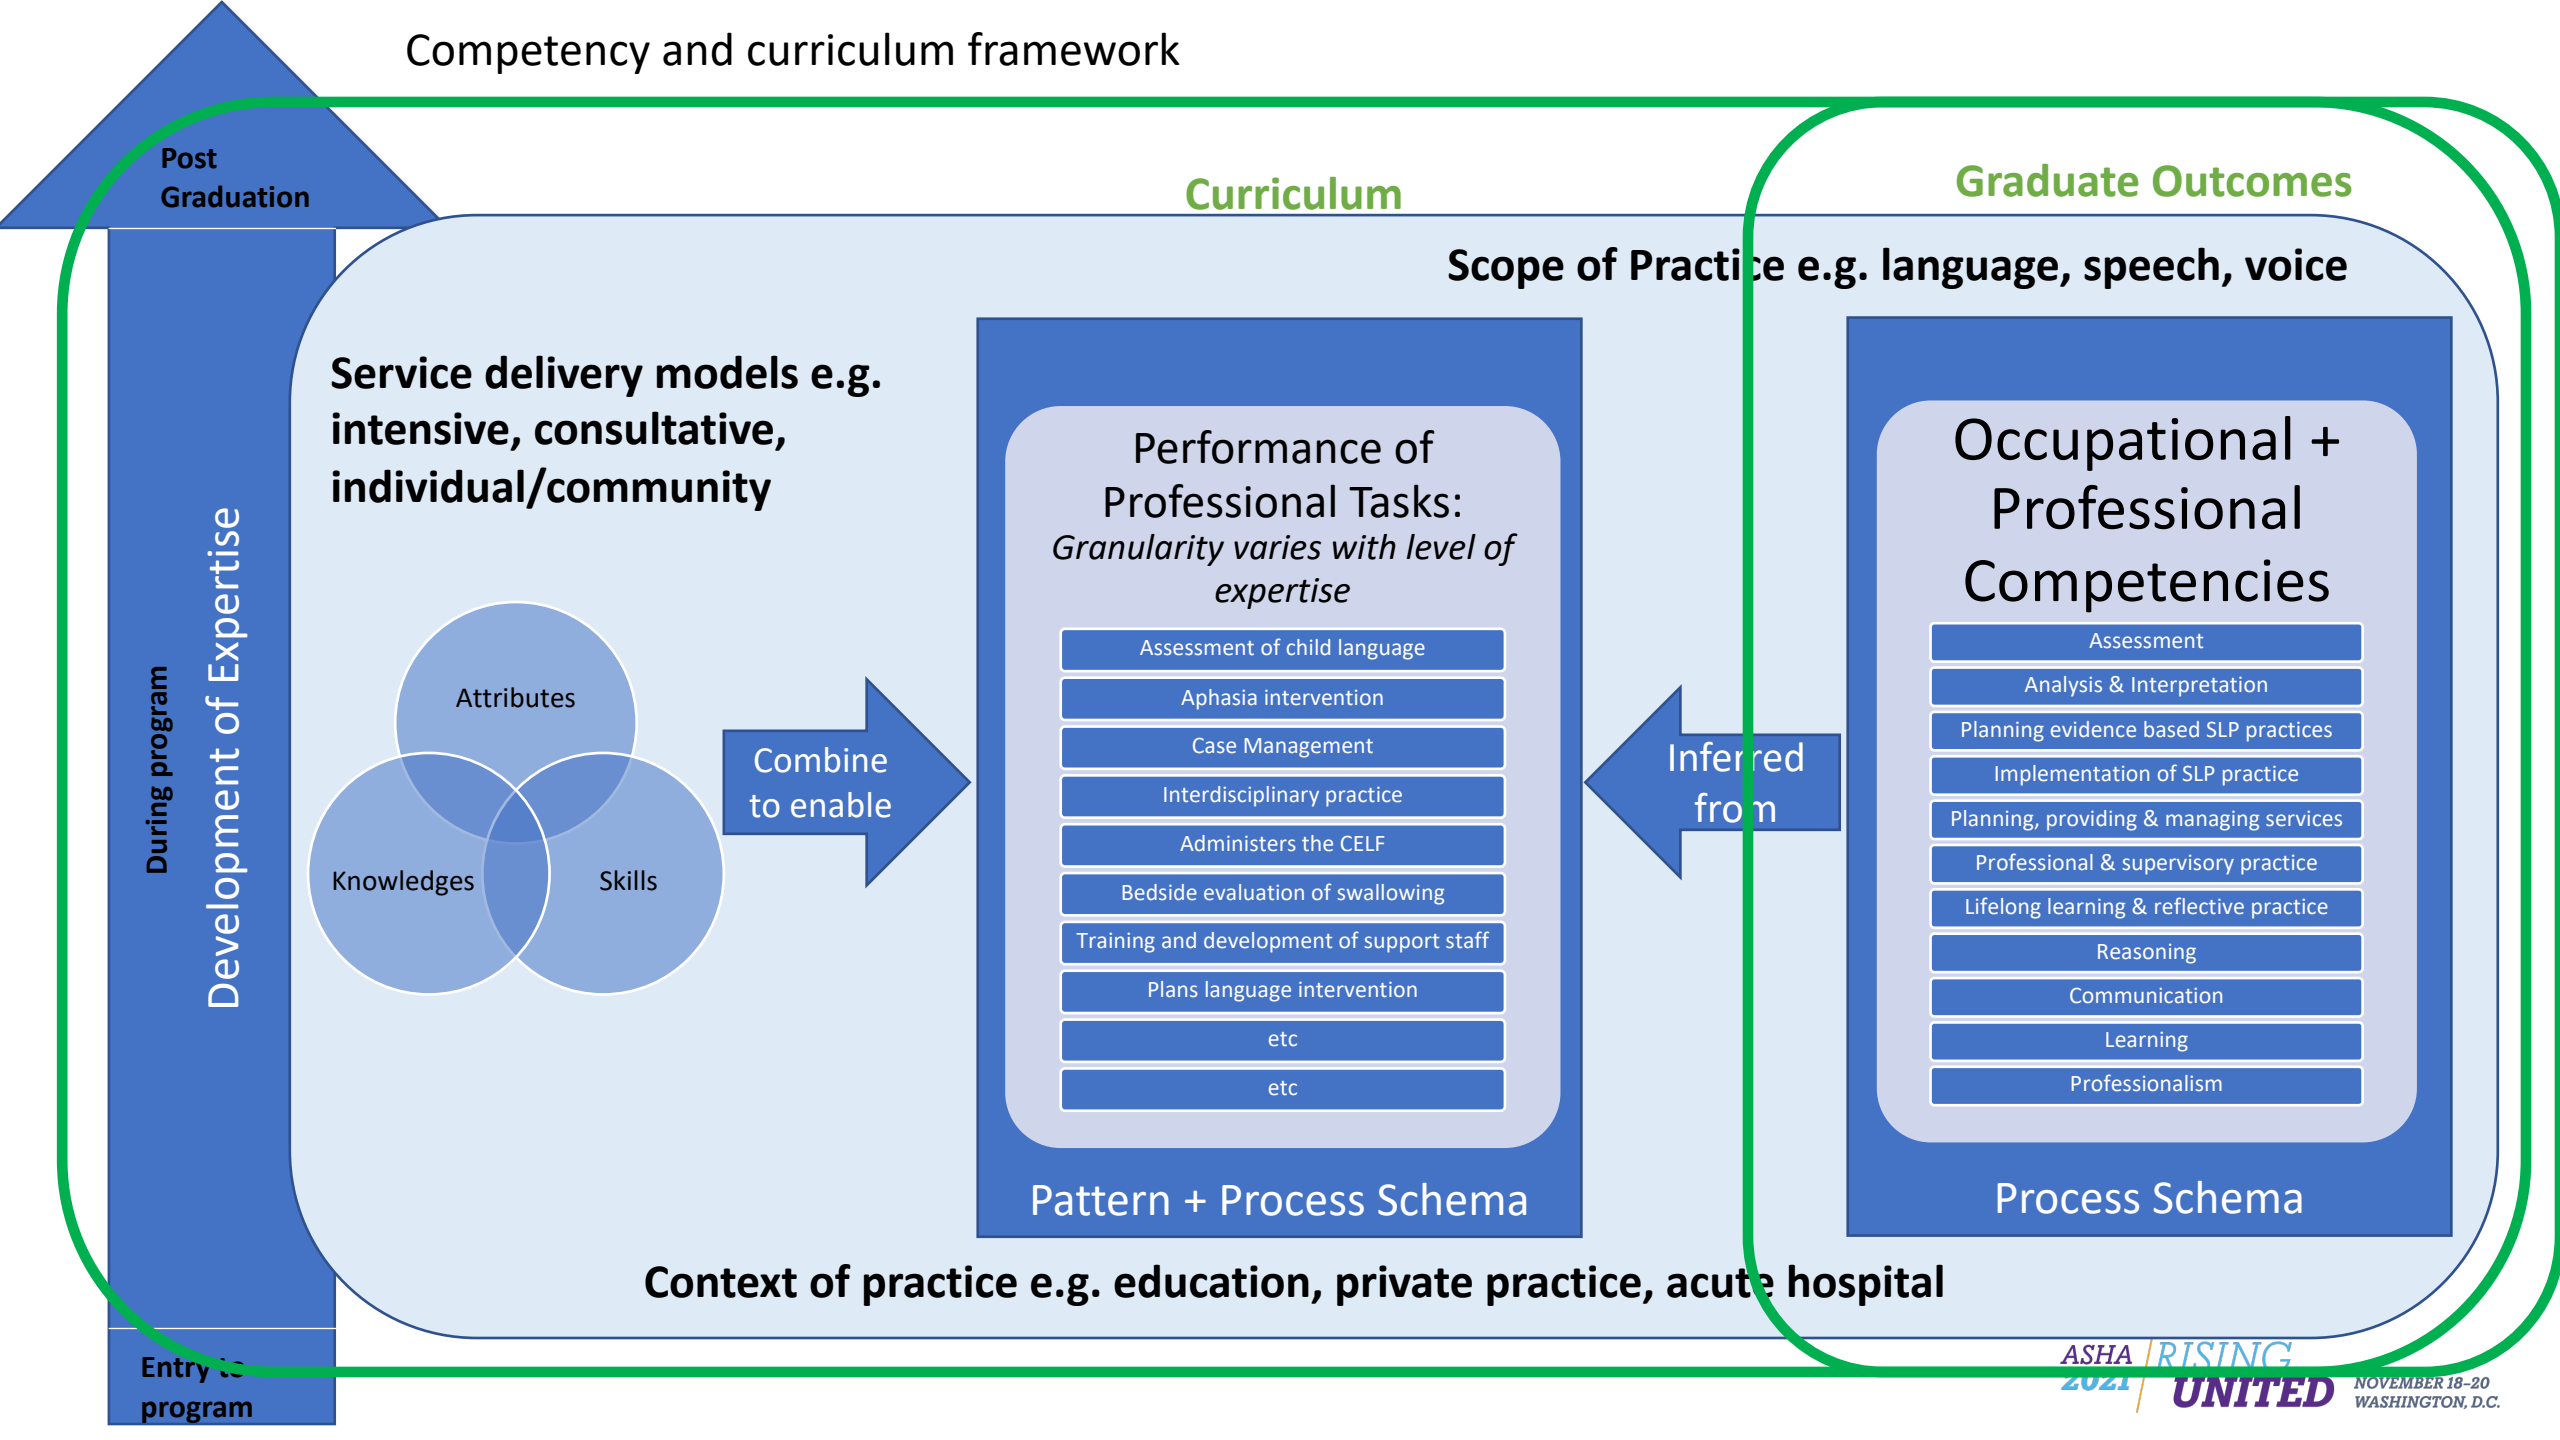 Competency and curriculum framework
Post
Graduation
Curriculum
Graduate Outcomes
Scope of Practice e.g. language, speech, voice
Service delivery models e.g.
intensive, consultative,
individual/community
During program
Development of Expertise
Attributes
Knowledges
Skills
Combine
to enable
Performance of
Professional Tasks:
Granularity varies with level of
expertise
Assessment of child language
Aphasia intervention
Case Management
Interdisciplinary practice
Administers the CELF
Bedside evaluation of swallowing
Training and development of support staff
Plans language intervention
etc
etc
Pattern + Process Schema
Inferred
from
Occupational +
Professional
Competencies
Assessment
Analysis & Interpretation
Planning evidence based SLP practices
Implementation of SLP practice
Planning, providing & managing services
Professional & supervisory practice
Lifelong learning & reflective practice
Reasoning
Communication
Learning
Professionalism
Process Schema
Context of practice e.g. education, private practice, acute hospital
Entry to
program
ASHA
2021
RISING
UNITED
NOVEMBER 18-20
WASHINGTON, D.C.